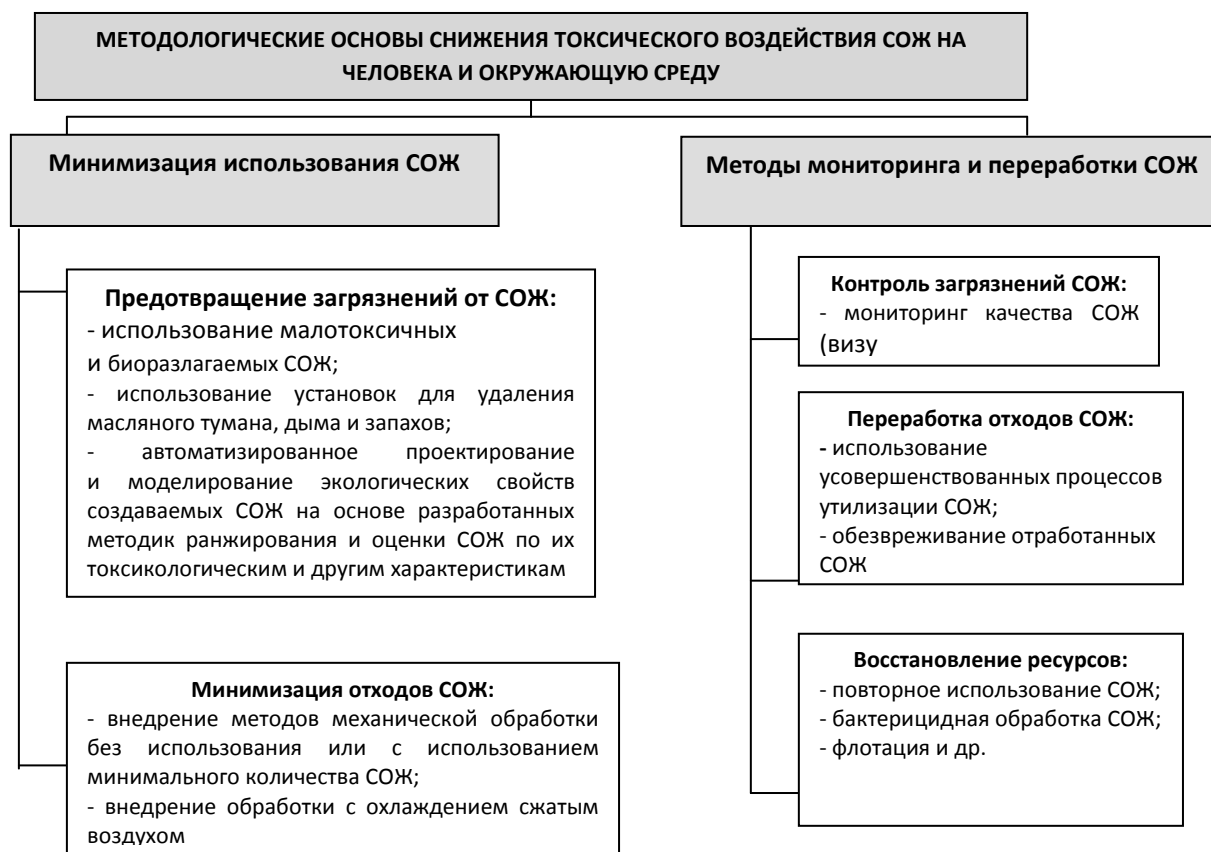 МЕТОДОЛОГИЧЕСКИЕ ОСНОВЫ СНИЖЕНИЯ ТОКСИЧЕСКОГО ВОЗДЕЙСТВИЯ СОЖ НА
ЧЕЛОВЕКА И ОКРУЖАЮЩУЮ СРЕДУ
Минимизация использования СОЖ
Предотвращение загрязнений от СОЖ:
- использование малотоксичных
и биоразлагаемых СОЖ;
- использование установок для удаления
масляного тумана, дыма и запахов;
- автоматизированное проектирование
и моделирование экологических свойств
создаваемых СОЖ на основе разработанных
методик ранжирования и оценки СОЖ по их
токсикологическим и другим характеристикам
Минимизация отходов СОЖ:
- внедрение методов механической обработки
без использования или с использованием
минимального количества СОЖ;
- внедрение обработки с охлаждением сжатым
воздухом
Методы мониторинга и переработки СОЖ
Контроль загрязнений СОЖ:
- мониторинг качества СОЖ
(визу
Переработка отходов СОЖ:
- использование
усовершенствованных процессов
утилизации СОЖ;
- обезвреживание отработанных
СОЖ
Восстановление ресурсов:
- повторное использование СОЖ;
- бактерицидная обработка СОЖ;
- флотация и др.